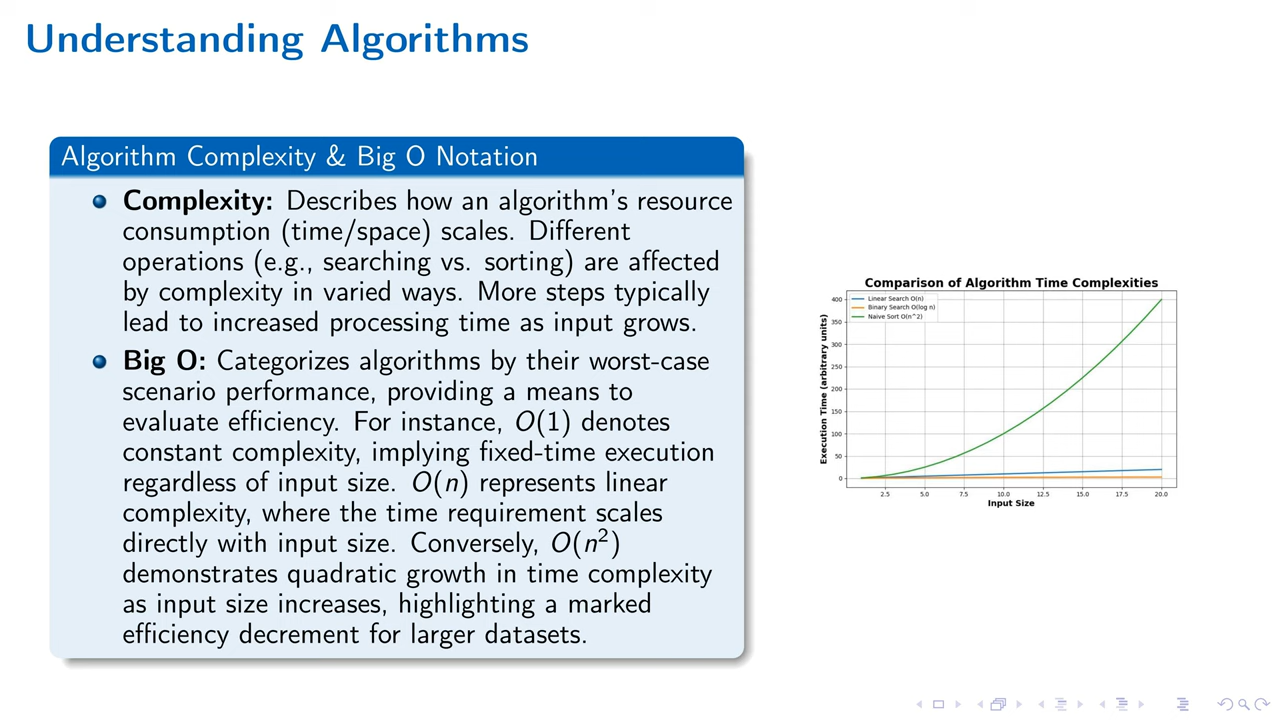 Understanding Algorithms
Algorithm Complexity & Big O Notation
Complexity: Describes how an algorithm's resource
consumption (time/space) scales. Different
operations (e.g., searching vs. sorting) are affected
by complexity in varied ways. More steps typically
lead to increased processing time as input grows.
Big O: Categorizes algorithms by their worst-case
scenario performance, providing a means to
evaluate efficiency. For instance, O(1) denotes
constant complexity, implying fixed-time execution
regardless of input size. O(n) represents linear
complexity, where the time requirement scales
directly with input size. Conversely, O(n²)
demonstrates quadratic growth in time complexity
as input size increases, highlighting a marked
efficiency decrement for larger datasets.
Comparison of Algorithm Time Complexities
Linear Search O(n)
Binary Search O(log n)
Naive Sort O(n^2)
Execution Time (arbitrary units)
400
350
300
250
200
150
100
50
0
2.5 5.0 7.5 10.0 12.5 15.0 17.5 20.0
Input Size